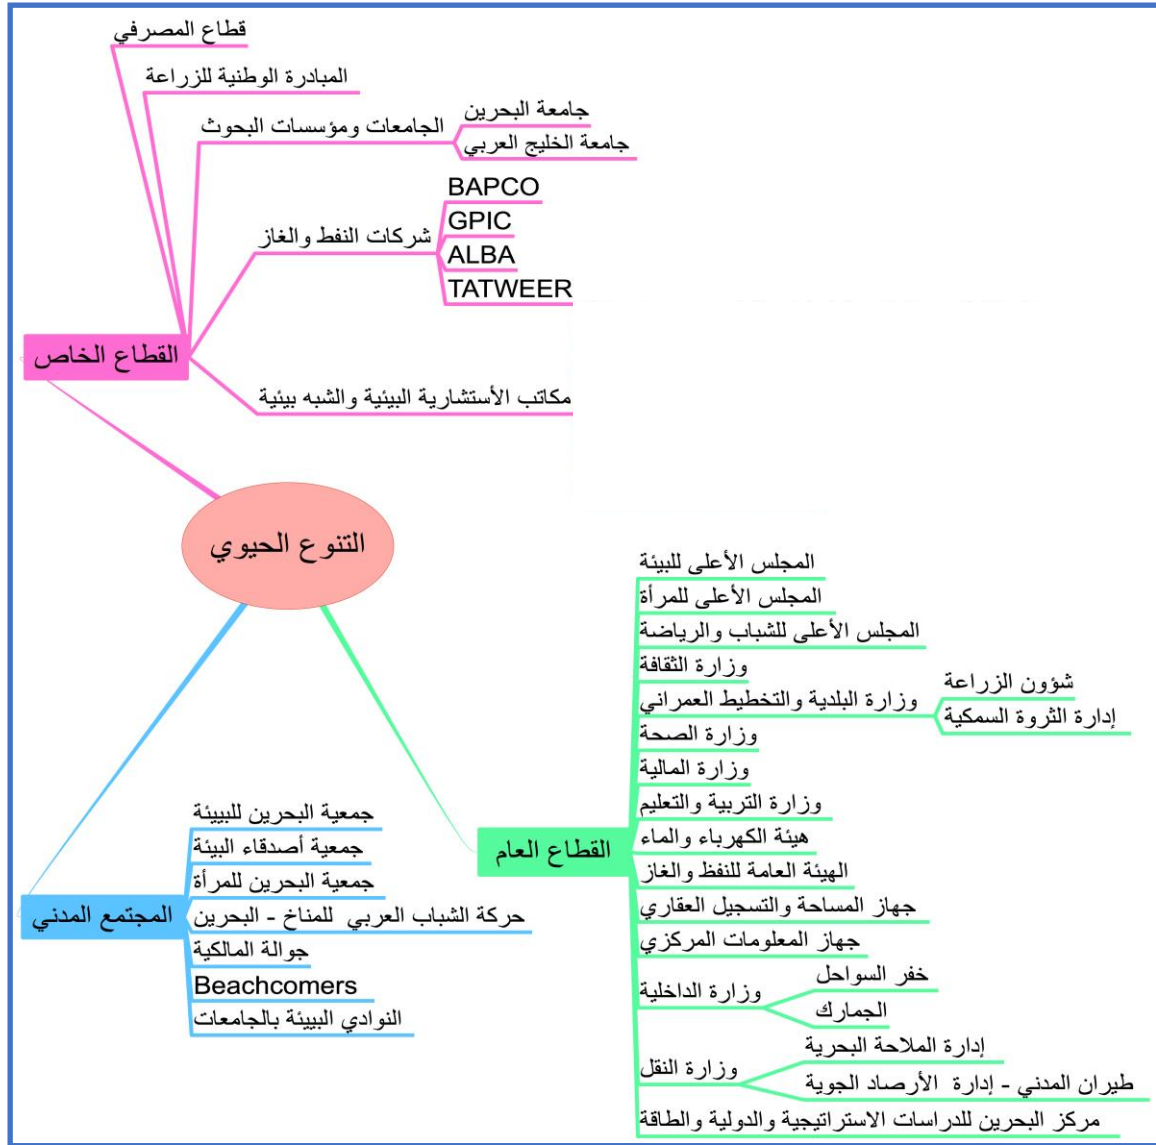 قطاع المصرفي
المبادرة الوطنية للزراعة
الجامعات ومؤسسات البحوث
جامعة البحرين
جامعة الخليج العربي
شركات النفط والغاز
BAPCO
GPIC
ALBA
TATWEER
القطاع الخاص
مكاتب الأستشارية البيئية والشبه بيئية
التنوع الحيوي
المجلس الأعلى للبيئة
المجلس الأعلى للمرأة
المجلس الأعلى للشباب والرياضة
وزارة الثقافة
وزارة البلدية والتخطيط العمراني
شؤون الزراعة
إدارة الثروة السمكية
وزارة الصحة
وزارة المالية
وزارة التربية والتعليم
هيئة الكهرباء والماء
القطاع العام
الهيئة العامة للنفظ والغاز
جهاز المساحة والتسجيل العقاري
جهاز المعلومات المركزي
وزارة الداخلية
خفر السواحل
الجمارك
وزارة النقل
إدارة الملاحة البحرية
طيران المدني - إدارة الأرصاد الجوية
مركز البحرين للدراسات الاستراتيجية والدولية والطاقة
جمعية البحرين للبييئة
جمعية أصدقاء البيئة
جمعية البحرين للمرأة
المجتمع المدني
حركة الشباب العربي للمناخ - البحرين
جوالة المالكية
Beachcomers
النوادي البييئة بالجامعات